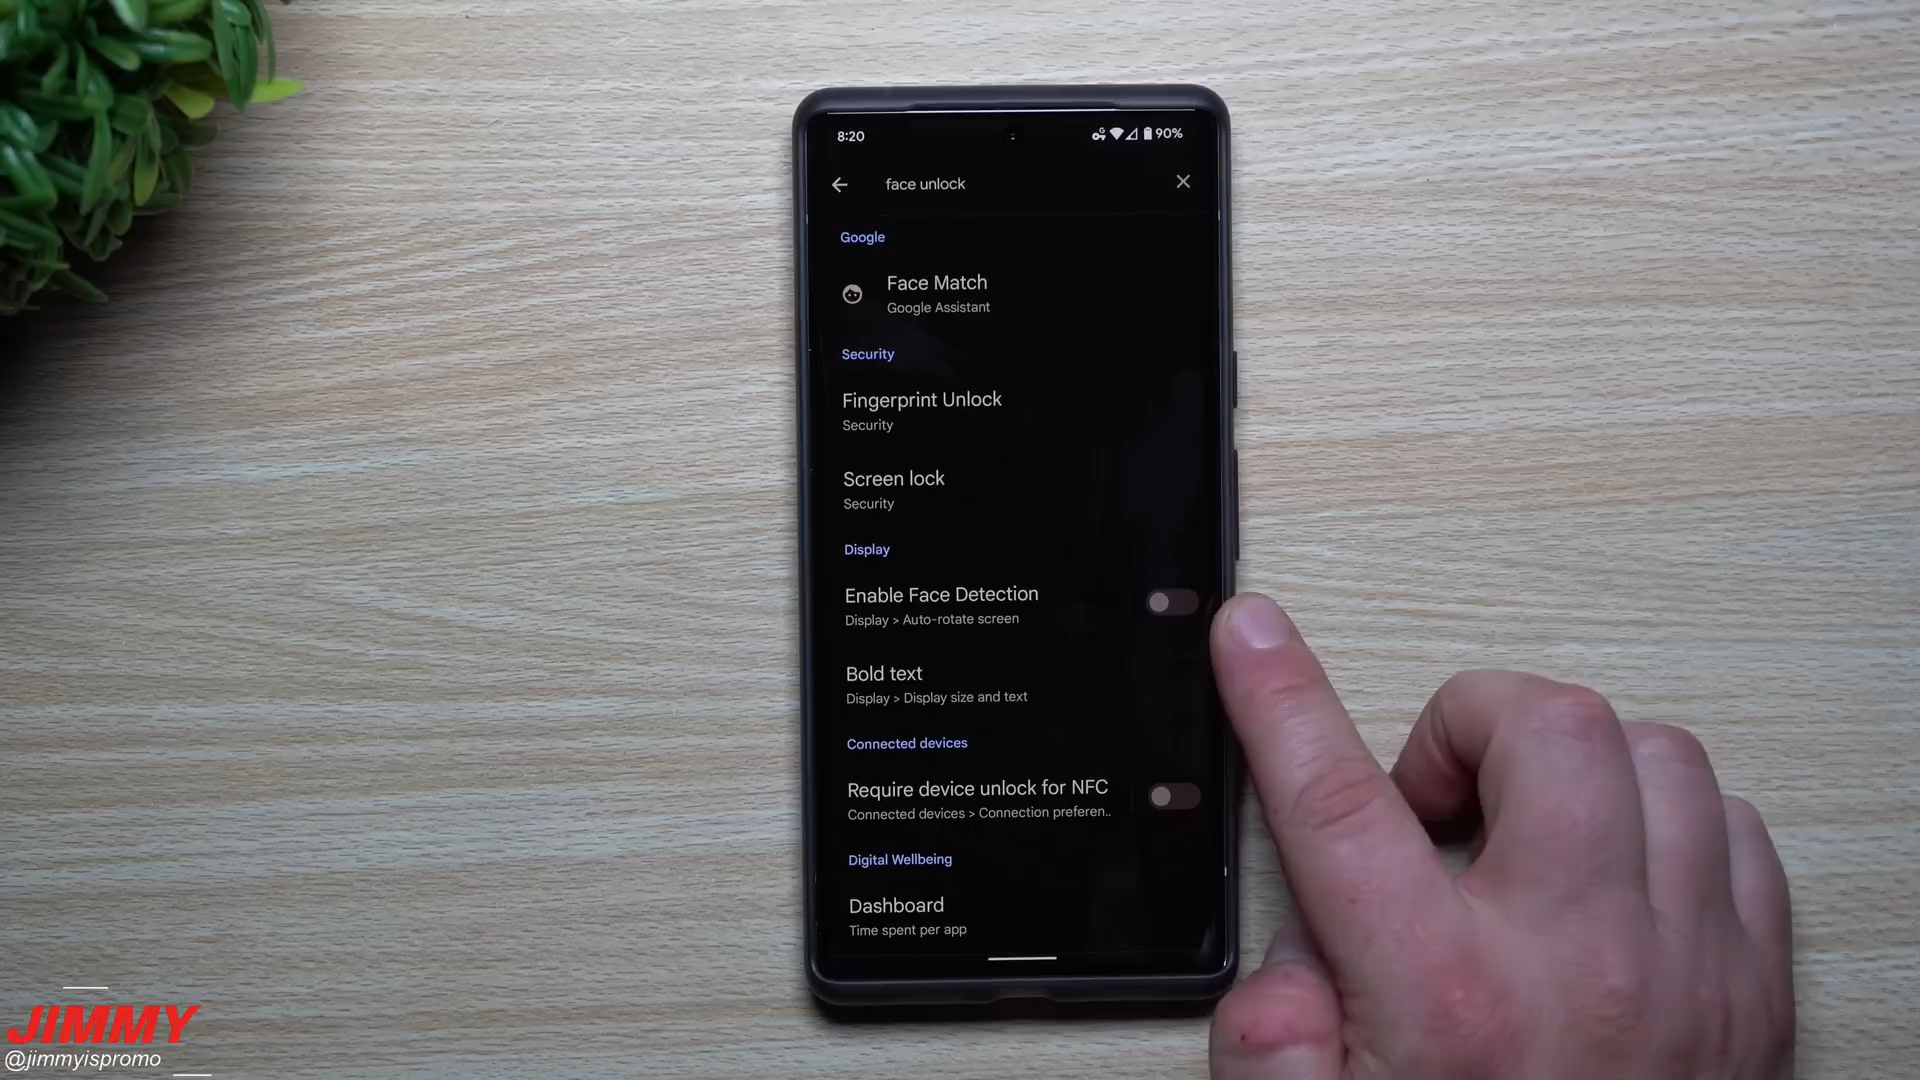 8:20
G
90%
face unlock
Google
Face Match
Google Assistant
Security
Fingerprint Unlock
Security
Screen lock
Security
Display
Enable Face Detection
Display > Auto-rotate screen
Bold text
Display > Display size and text
Connected devices
Require device unlock for NFC
Connected devices > Connection preferen..
Digital Wellbeing
Dashboard
Time spent per app
JIMMY
@jimmyispromo